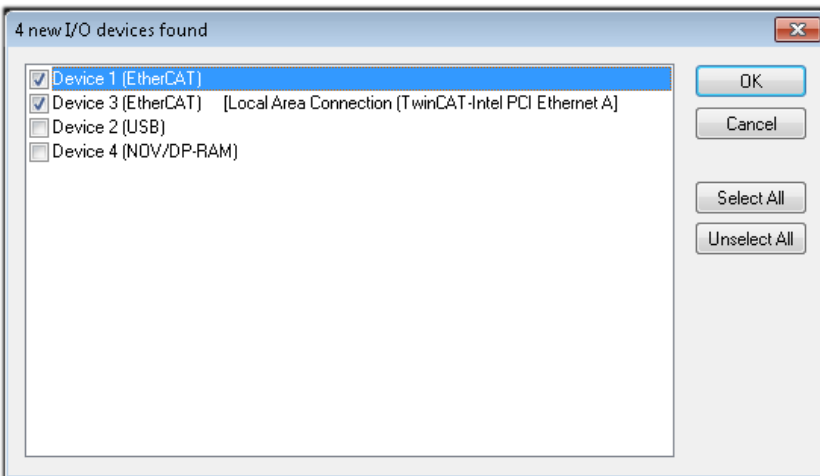 4 new I/O devices found
Device 1 (EtherCAT)
Device 3 (EtherCAT) [Local Area Connection (TwinCAT-Intel PCI Ethernet A]
Device 2 (USB)
Device 4 (NOV/DP-RAM)
OK
Cancel
Select All
Unselect All